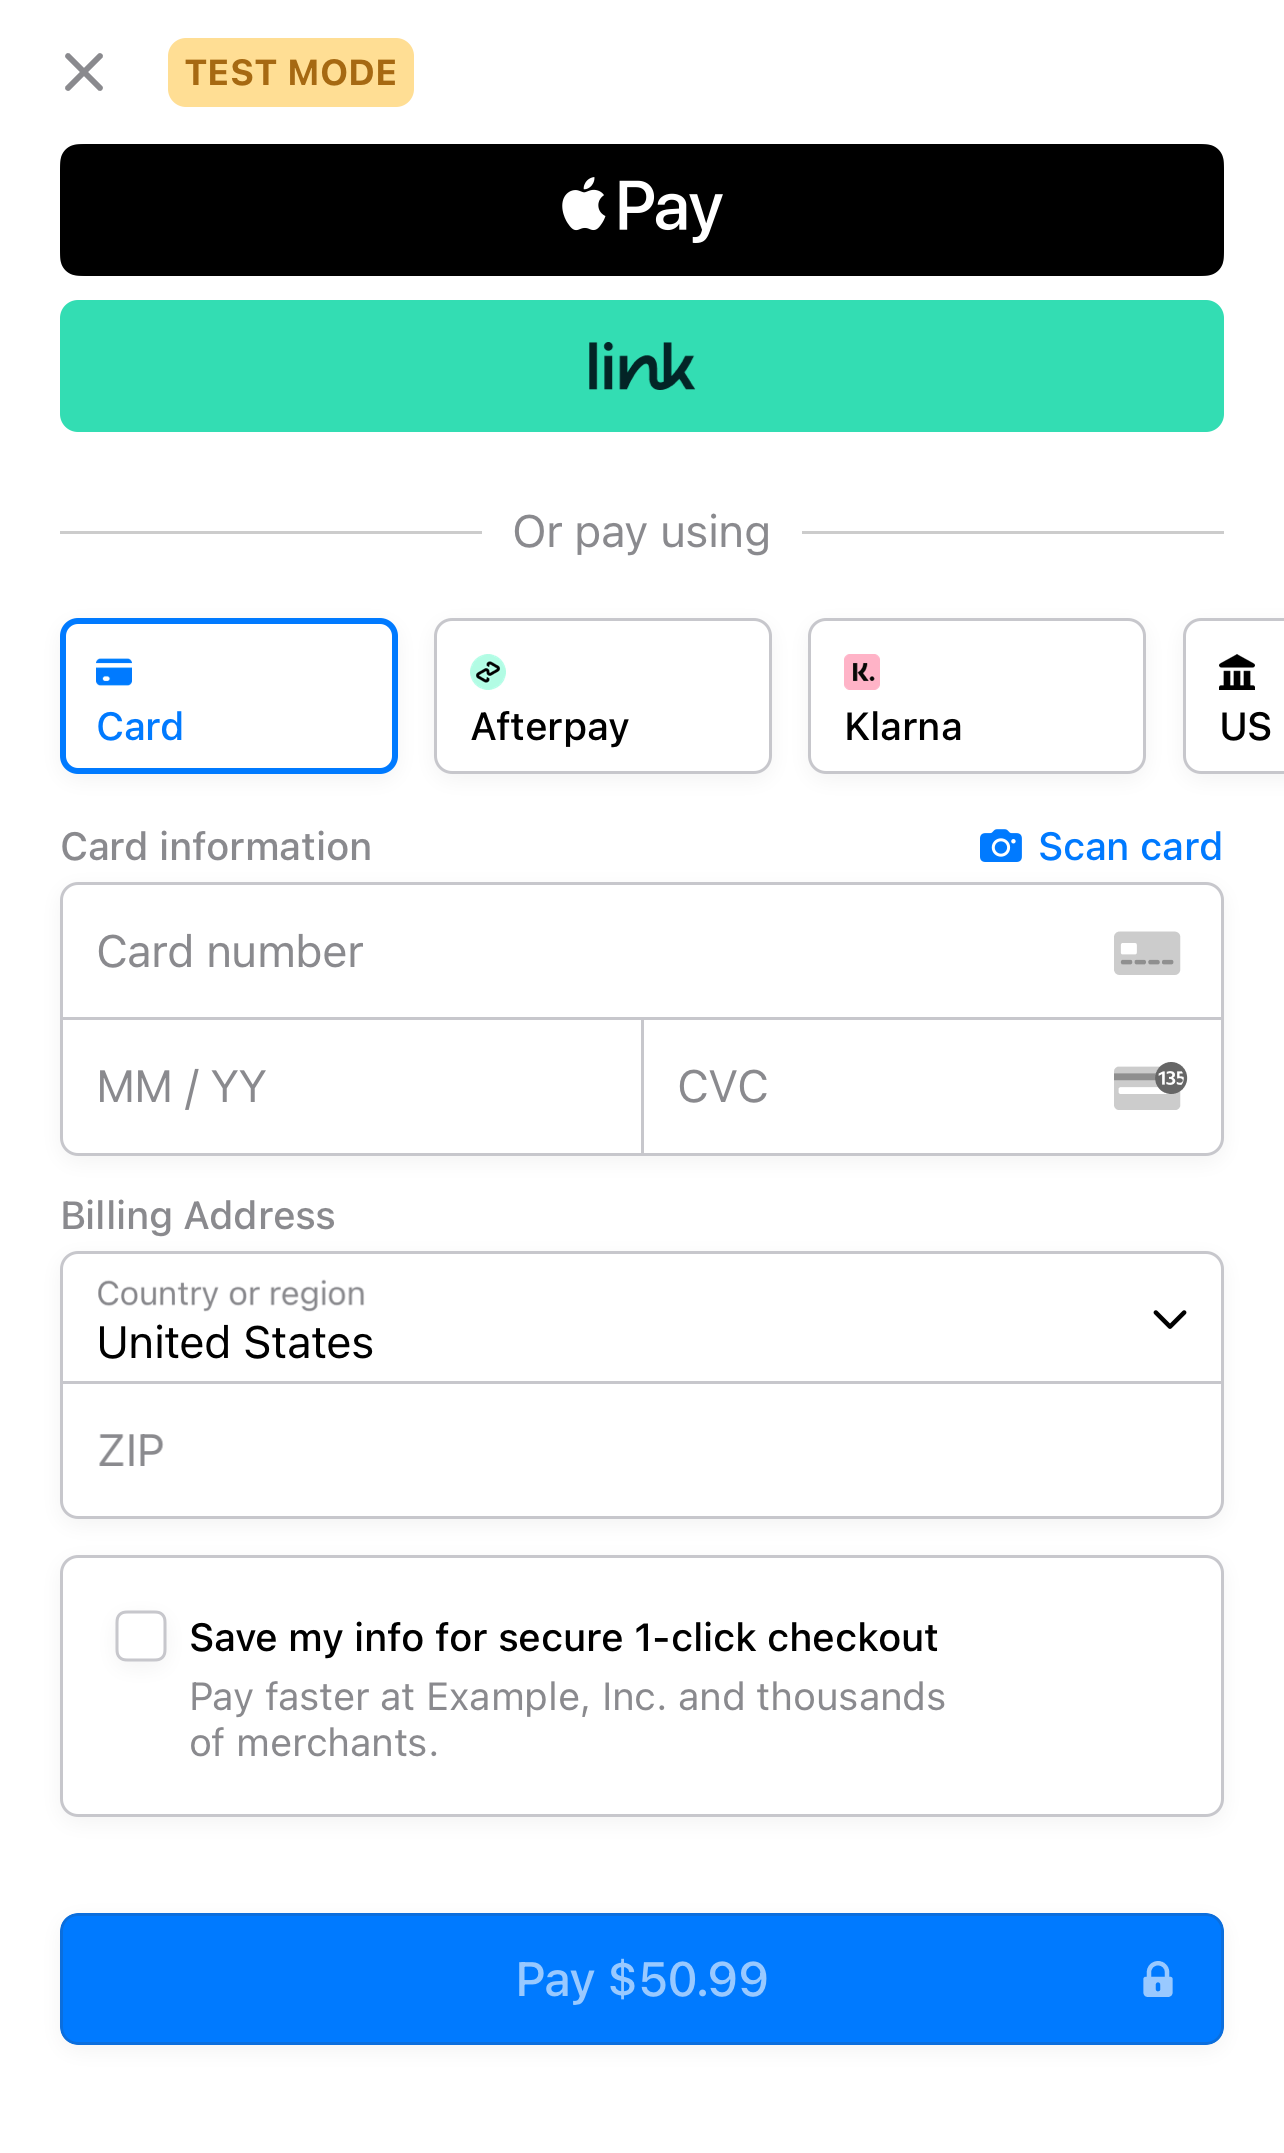 TEST MODE
Pay
link
Or pay using
Card
Afterpay
K.
Klarna
US
Card information
Scan card
Card number
MM / YY
CVC
135
Billing Address
Country or region
United States
ZIP
Save my info for secure 1-click checkout
Pay faster at Example, Inc. and thousands
of merchants.
Pay $50.99